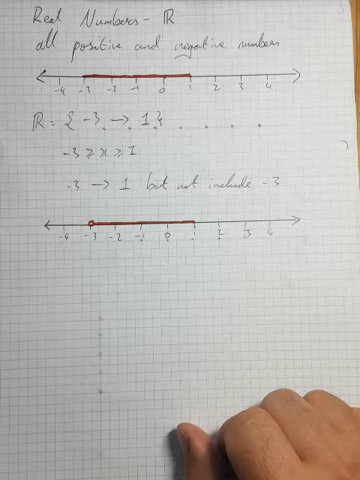 Real Numbers - ℝ
all positive and negative numbers
-4 -3 -2 -1 0 1 2 3 4
ℝ = { -3 → 1 }
-3 ⩾ x ⩾ 1
-3 → 1 but not include -3
-4 -3 -2 -1 0 1 2 3 4